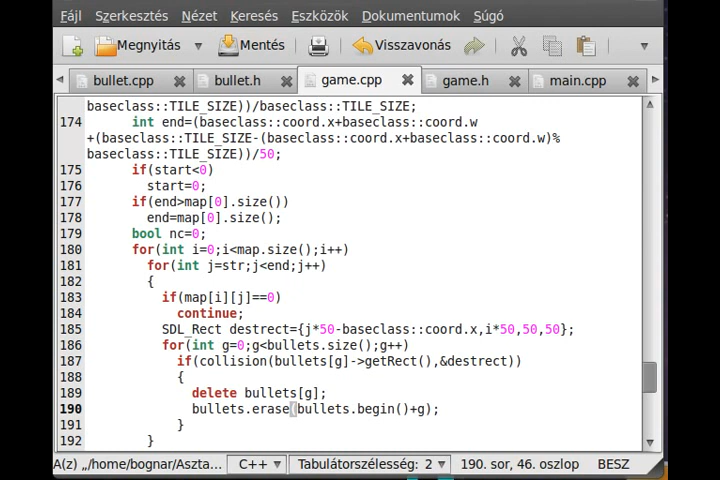 Fájl Szerkesztés Nézet Keresés Eszközök Dokumentumok Súgó
Megnyitás Mentés Visszavonás
bullet.cpp bullet.h game.cpp game.h main.cpp
baseclass::TILE_SIZE))/baseclass::TILE_SIZE;
174 int end=(baseclass::coord.x+baseclass::coord.w
+(baseclass::TILE_SIZE-(baseclass::coord.x+baseclass::coord.w)%
baseclass::TILE_SIZE))/50;
175 if(start<0)
176 start=0;
177 if(end>map[0].size())
178 end=map[0].size();
179 bool nc=0;
180 for(int i=0;i<map.size();i++)
181 for(int j=str;j<end;j++)
182 {
183 if(map[i][j]==0)
184 continue;
185 SDL_Rect destrect={j*50-baseclass::coord.x,i*50,50,50};
186 for(int g=0;g<bullets.size();g++)
187 if(collision(bullets[g]->getRect(),&destrect))
188 {
189 delete bullets[g];
190 bullets.erase(bullets.begin()+g);
191 }
192 }
A(z) „/home/bognar/Aszta... C++ Tabulátorszélesség: 2 190. sor, 46. oszlop BESZ